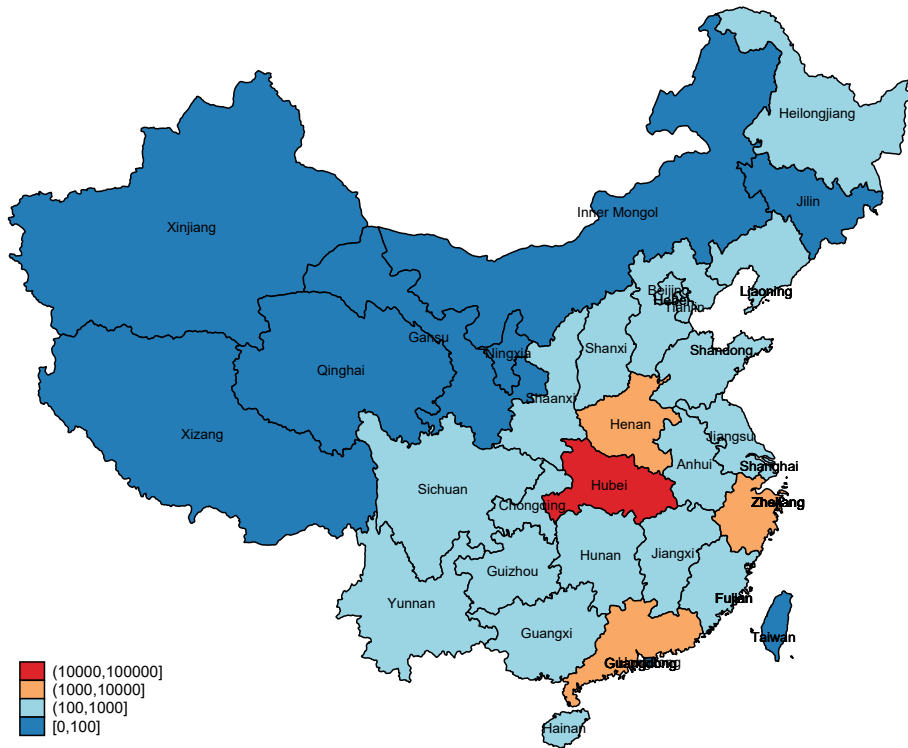 Heilongjiang
Jilin
Inner Mongol
Xinjiang
Beijing
Hebei
Tianjin
Liaoning
Gansu
Ningxia
Shanxi
Shandong
Qinghai
Shaanxi
Henan
Jiangsu
Xizang
Anhui
Shanghai
Sichuan
Hubei
Chongqing
Zhejiang
Hunan
Jiangxi
Guizhou
Yunnan
Fujian
Guangxi
Taiwan
Guangdong
Hainan
(10000,100000]
(1000,10000]
(100,1000]
[0,100]